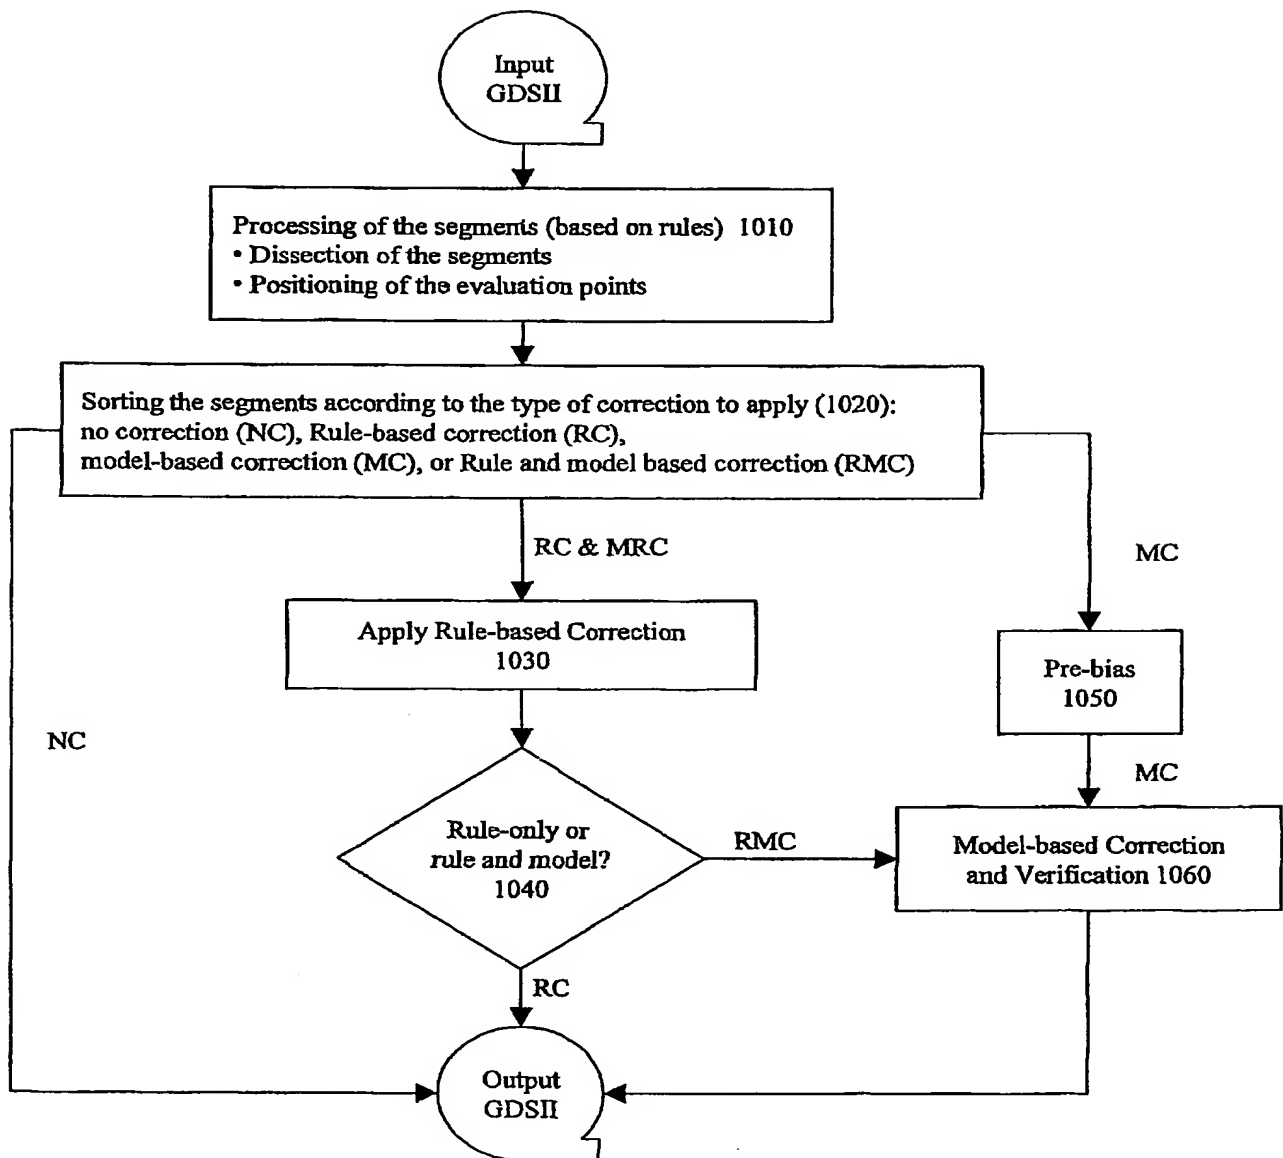 Input
GDSII
Processing of the segments (based on rules) 1010
• Dissection of the segments
• Positioning of the evaluation points
Sorting the segments according to the type of correction to apply (1020):
no correction (NC), Rule-based correction (RC),
model-based correction (MC), or Rule and model based correction (RMC)
RC & MRC
MC
Apply Rule-based Correction
1030
Pre-bias
1050
NC
MC
Rule-only or
rule and model?
1040
RMC
Model-based Correction
and Verification 1060
RC
Output
GDSII